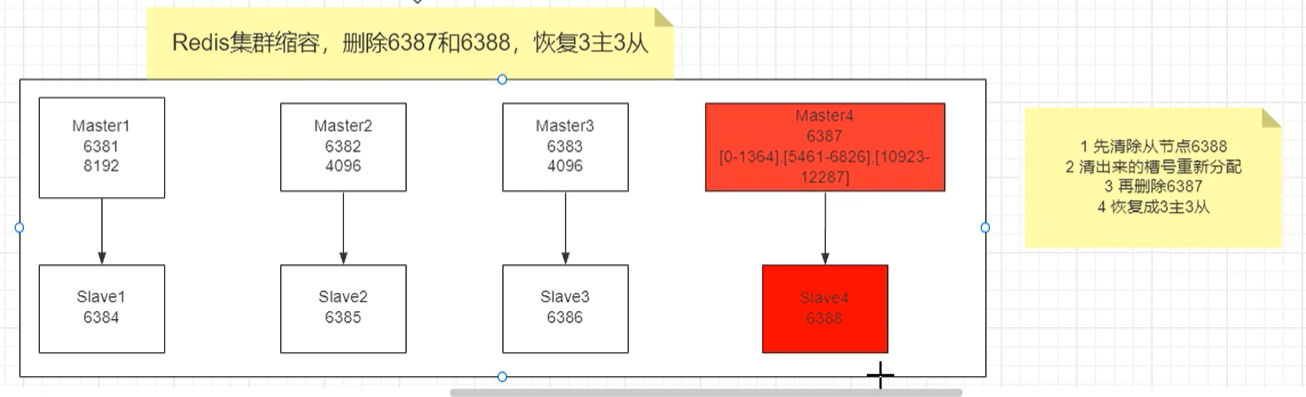 Redis集群缩容，删除6387和6388，恢复3主3从
Master1
6381
8192
Master2
6382
4096
Master3
6383
4096
Master4
6387
[0-1364],[5461-6826],[10923-
12287]
1 先清除从节点6388
2 清出来的槽号重新分配
3 再删除6387
4 恢复成3主3从
Slave1
6384
Slave2
6385
Slave3
6386
Slave4
6388